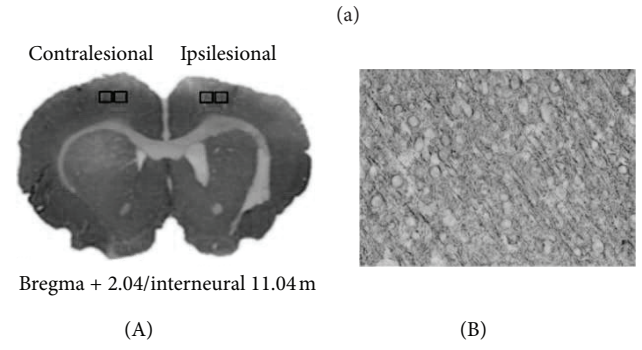 (a)
Contralesional Ipsilesional
Bregma + 2.04/interneural 11.04 m
(A) (B)